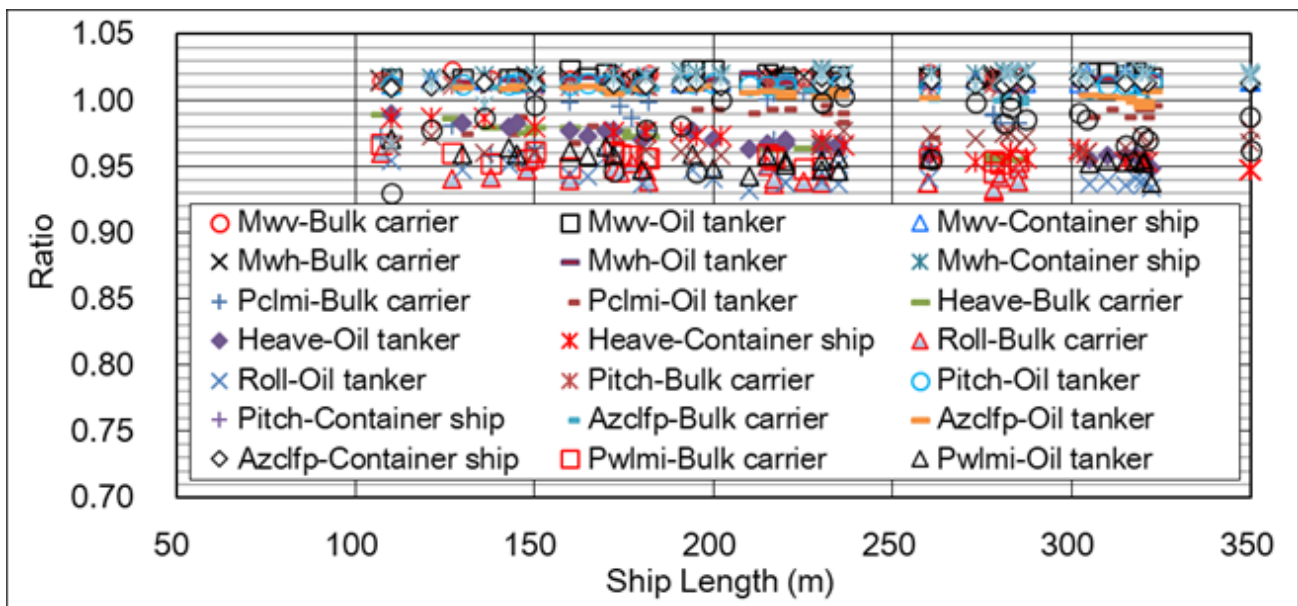 1.05
1.00
0.95
0.90
0.85
0.80
0.75
0.70
Ratio
Mwv-Bulk carrier Mwv-Oil tanker Mwv-Container ship
Mwh-Bulk carrier Mwh-Oil tanker Mwh-Container ship
Pclmi-Bulk carrier Pclmi-Oil tanker Heave-Bulk carrier
Heave-Oil tanker Heave-Container ship Roll-Bulk carrier
Roll-Oil tanker Pitch-Bulk carrier Pitch-Oil tanker
Pitch-Container ship Azclfp-Bulk carrier Azclfp-Oil tanker
Azclfp-Container ship Pwlmi-Bulk carrier Pwlmi-Oil tanker
50 100 150 200 250 300 350
Ship Length (m)